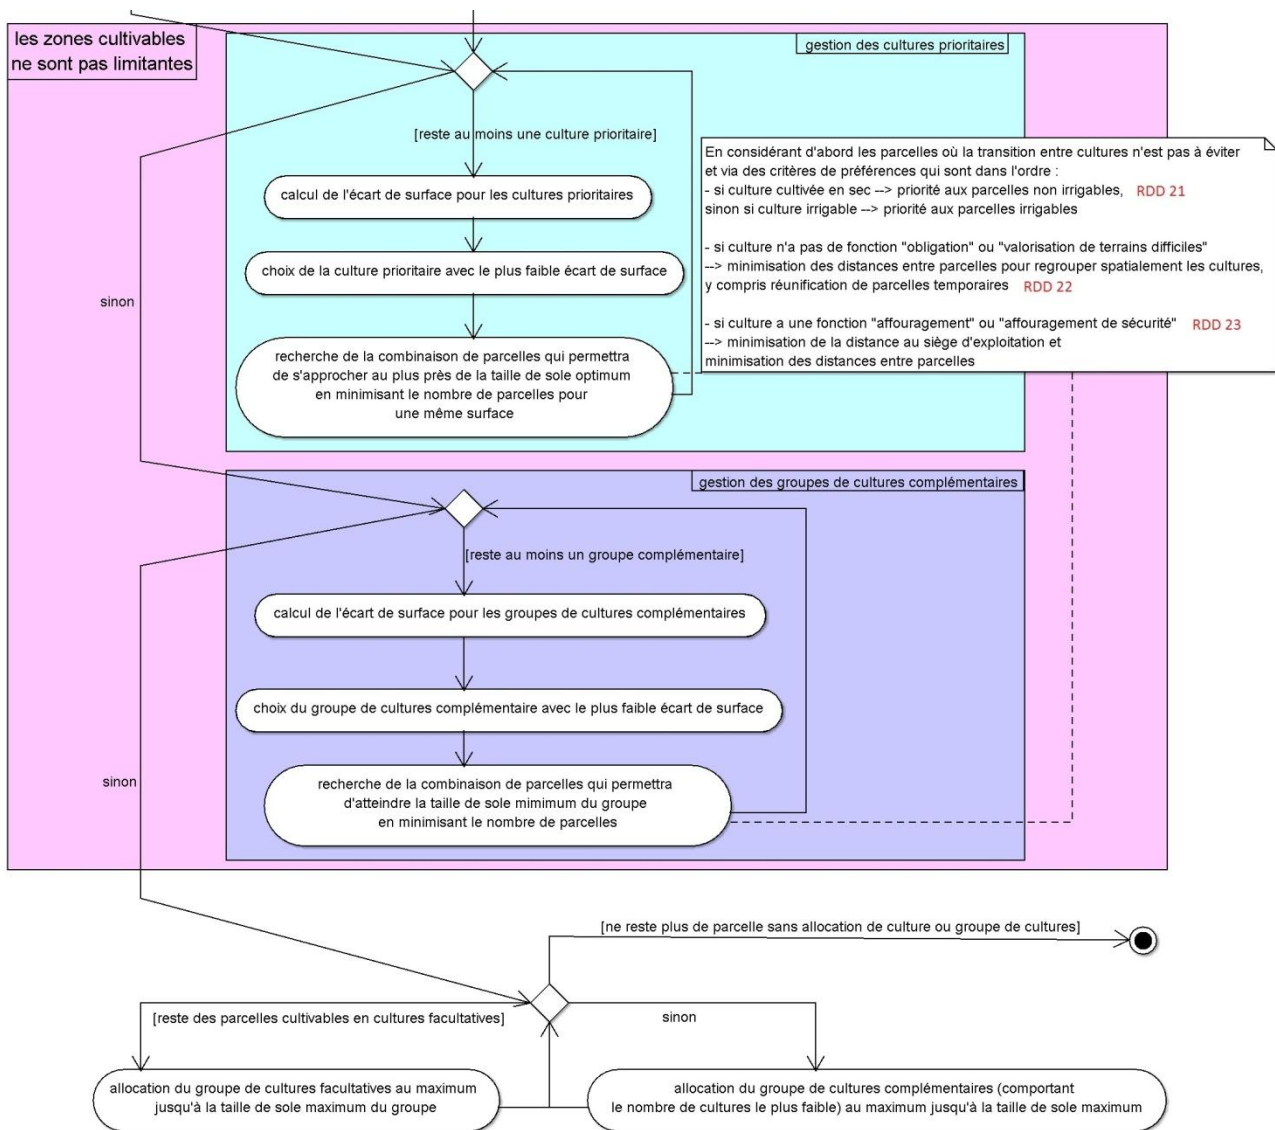 les zones cultivables
ne sont pas limitantes
gestion des cultures prioritaires
[reste au moins une culture prioritaire]
calcul de l'écart de surface pour les cultures prioritaires
choix de la culture prioritaire avec le plus faible écart de surface
sinon
recherche de la combinaison de parcelles qui permettra
de s'approcher au plus près de la taille de sole optimum
en minimisant le nombre de parcelles pour
une même surface
En considérant d'abord les parcelles où la transition entre cultures n'est pas à éviter
et via des critères de préférences qui sont dans l'ordre :
- si culture cultivée en sec --> priorité aux parcelles non irrigables, RDD 21
sinon si culture irrigable --> priorité aux parcelles irrigables
- si culture n'a pas de fonction "obligation" ou "valorisation de terrains difficiles"
--> minimisation des distances entre parcelles pour regrouper spatialement les cultures,
y compris réunification de parcelles temporaires RDD 22
- si culture a une fonction "affouragement" ou "affouragement de sécurité" RDD 23
--> minimisation de la distance au siège d'exploitation et
minimisation des distances entre parcelles
gestion des groupes de cultures complémentaires
[reste au moins un groupe complémentaire]
calcul de l'écart de surface pour les groupes de cultures complémentaires
choix du groupe de cultures complémentaire avec le plus faible écart de surface
sinon
recherche de la combinaison de parcelles qui permettra
d'atteindre la taille de sole mimimum du groupe
en minimisant le nombre de parcelles
[ne reste plus de parcelle sans allocation de culture ou groupe de cultures]
[reste des parcelles cultivables en cultures facultatives]
sinon
allocation du groupe de cultures facultatives au maximum
jusqu'à la taille de sole maximum du groupe
allocation du groupe de cultures complémentaires (comportant
le nombre de cultures le plus faible) au maximum jusqu'à la taille de sole maximum